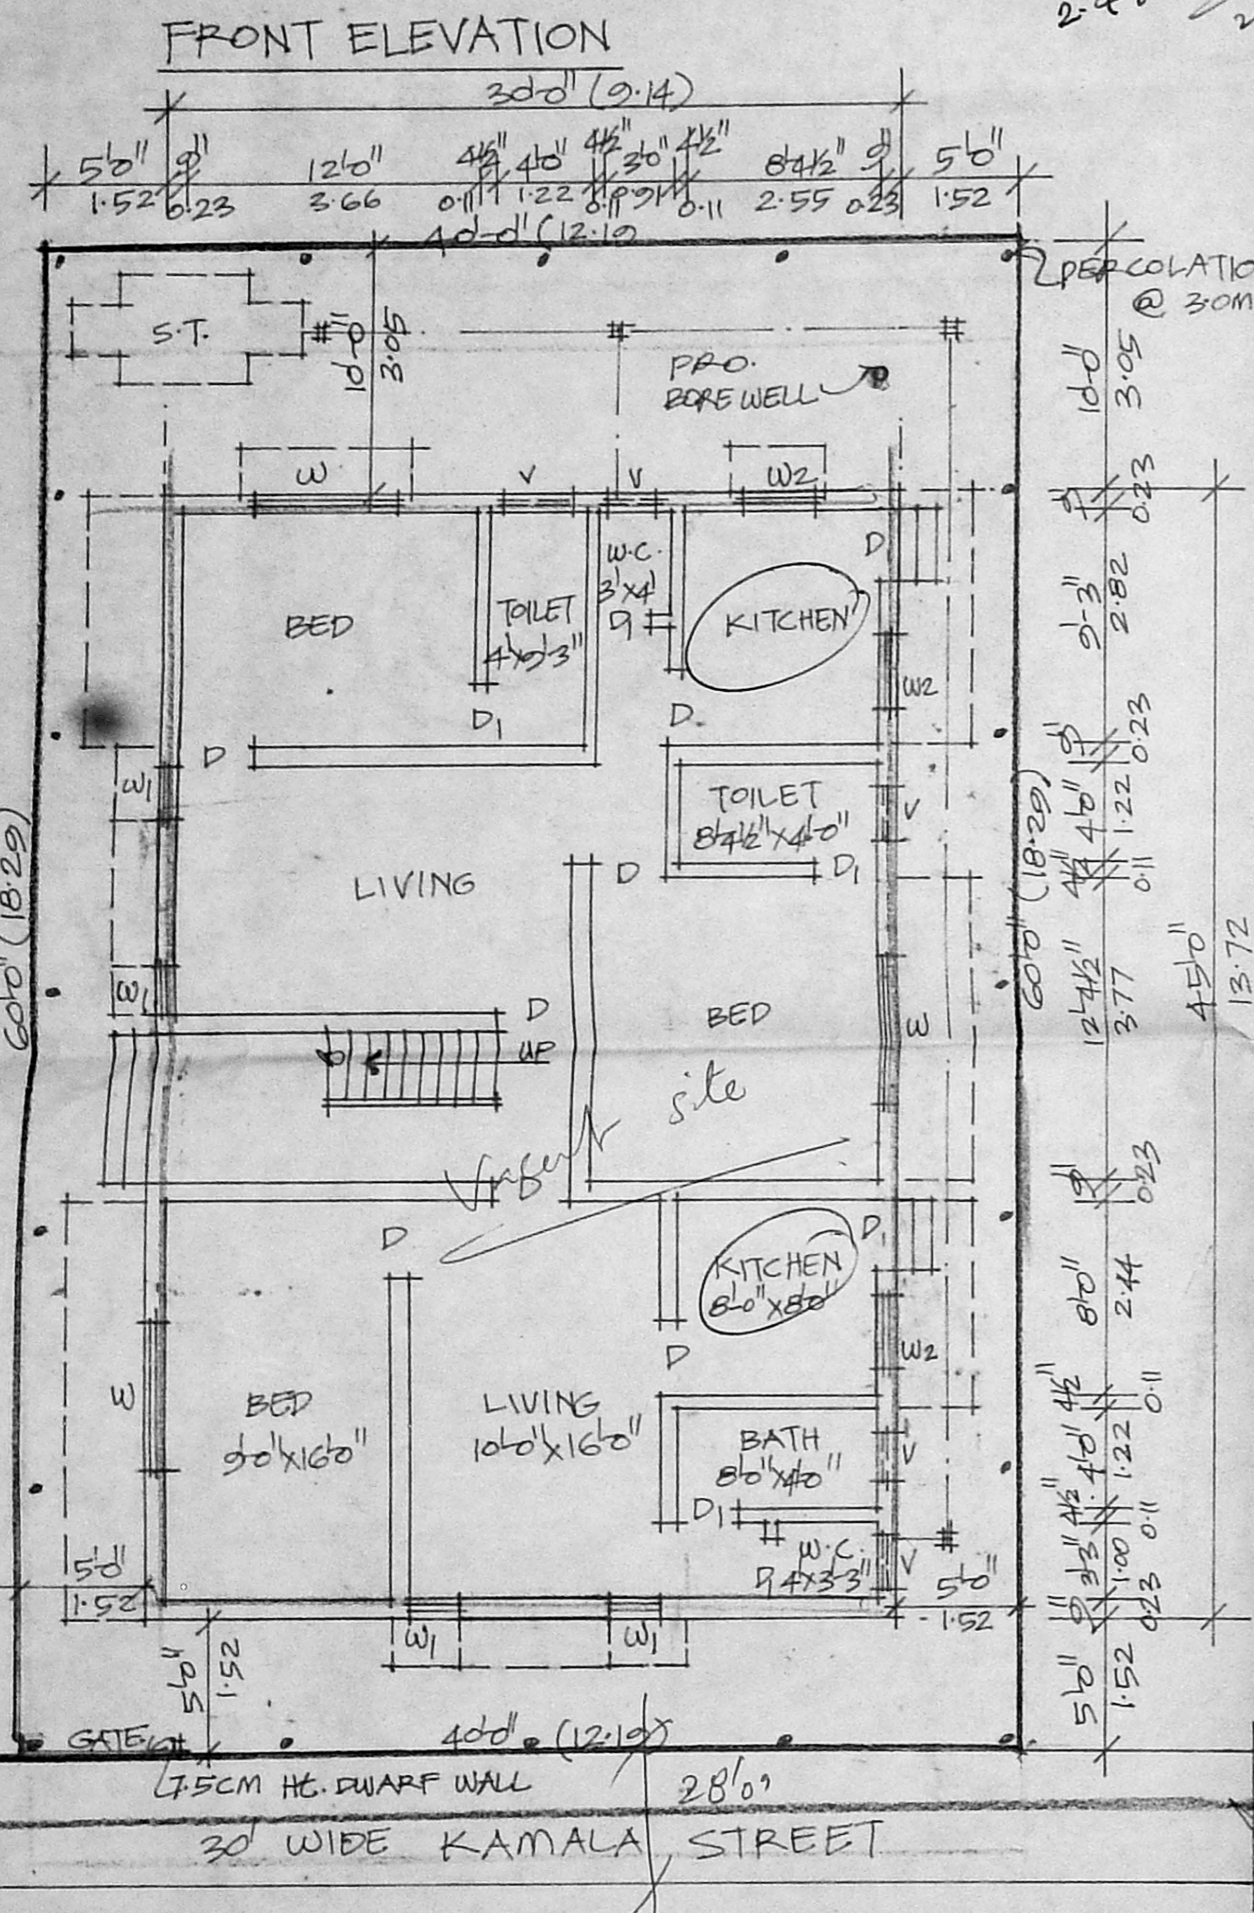 FRONT ELEVATION
30'-0" (9.14)
5'-0" 9" 12'-0" 4½" 4'-0" 4½" 3'-0" 4½" 8'-4½" 9" 5'-0"
1.52 0.23 3.66 0.11 1.22 0.11 0.91 0.11 2.55 0.23 1.52
40'-0" (12.19
PERCOLATIO
@ 3.0M
S.T.
10'-0"
3.05
PRO.
BOREWELL
10'-0"
3.05
W V V W2
9"
0.23
BED
TOILET
4'x9'-3"
W.C.
3'x4'
D1
KITCHEN
D
W2
9'-3"
2.82
D D1 D
9"
0.23
W1
TOILET
8'-4½"x4'-0"
V
4'-0"
1.22
LIVING
D D1
4½"
0.11
60'-0" (18.29)
60'-0" (18.29)
W1
D
UP
BED
W
12'-4½"
3.77
45'-0"
13.72
Vacant site
9"
0.23
D
KITCHEN
8'-0"x8'-0"
D1
8'-0"
2.44
D
W2
W
BED
9'-0"x16'-0"
LIVING
10'-0"x16'-0"
4½"
0.11
BATH
8'-0"x4'-0"
V
4'-0"
1.22
D1
4½"
0.11
W.C.
D1 4'x3'-3"
V
3'-3"
1.00
5'-0"
1.52
5'-0"
1.52
9"
0.23
W1 W1
5'-0"
1.52
5'-0"
1.52
GATE
40'-0" (12.19)
7.5CM Ht. DWARF WALL
28'0"
30' WIDE KAMALA STREET